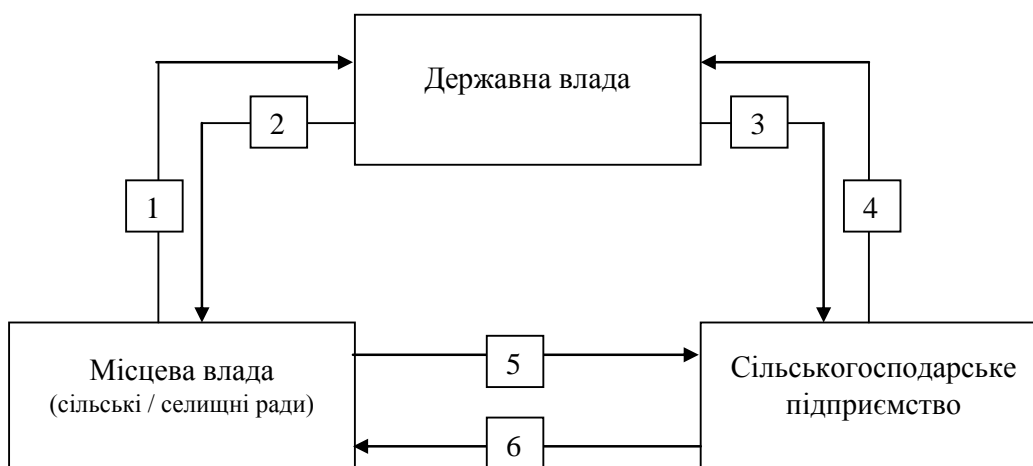 Державна влада
2
3
1
4
Місцева влада
(сільські / селищні ради)
5
Сільськогосподарське
підприємство
6